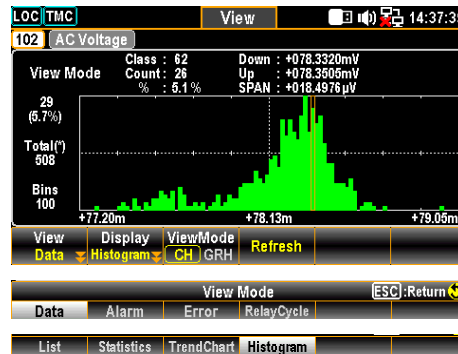 LOC TMC View 14:37:3
102 AC Voltage
Class : 62 Down : +078.3320mV
View Mode Count : 26 Up : +078.3505mV
% : 5.1 % SPAN : +018.4976µV
29
(5.7%)
Total(*)
508
Bins
100
+77.20m +78.13m +79.05m
View Display ViewMode Refresh
Data Histogram CH GRH
View Mode ESC :Return
Data Alarm Error RelayCycle
List Statistics TrendChart Histogram